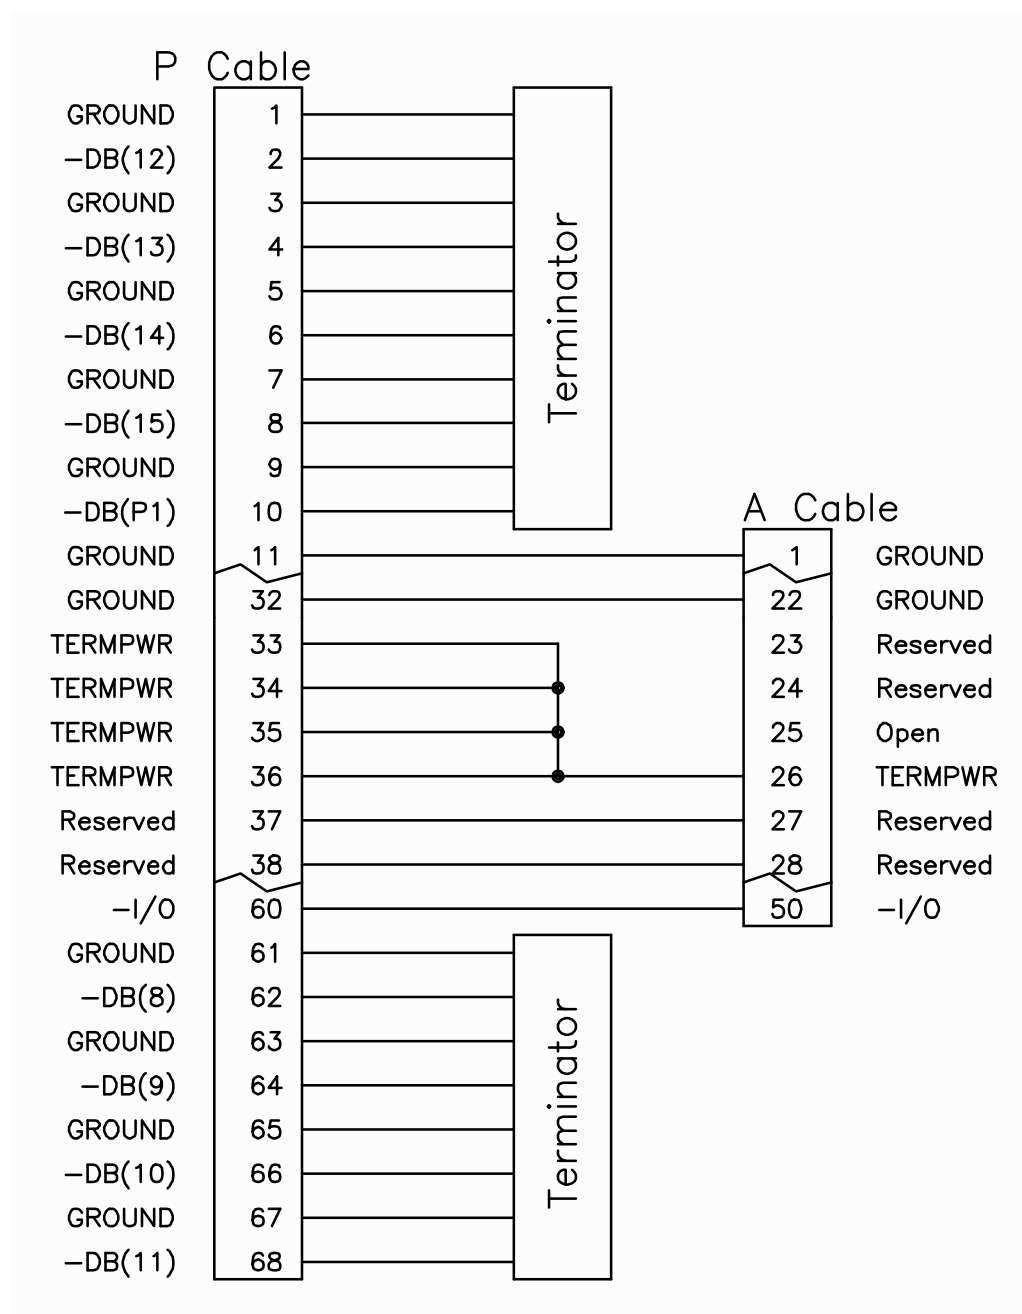 P Cable
GROUND 1
-DB(12) 2
GROUND 3
-DB(13) 4
GROUND 5
-DB(14) 6
GROUND 7
-DB(15) 8
GROUND 9
-DB(P1) 10
Terminator
A Cable
GROUND 11 1 GROUND
GROUND 32 22 GROUND
TERMPWR 33 23 Reserved
TERMPWR 34 24 Reserved
TERMPWR 35 25 Open
TERMPWR 36 26 TERMPWR
Reserved 37 27 Reserved
Reserved 38 28 Reserved
-I/O 60 50 -I/O
GROUND 61
-DB(8) 62
GROUND 63
-DB(9) 64
GROUND 65
-DB(10) 66
GROUND 67
-DB(11) 68
Terminator